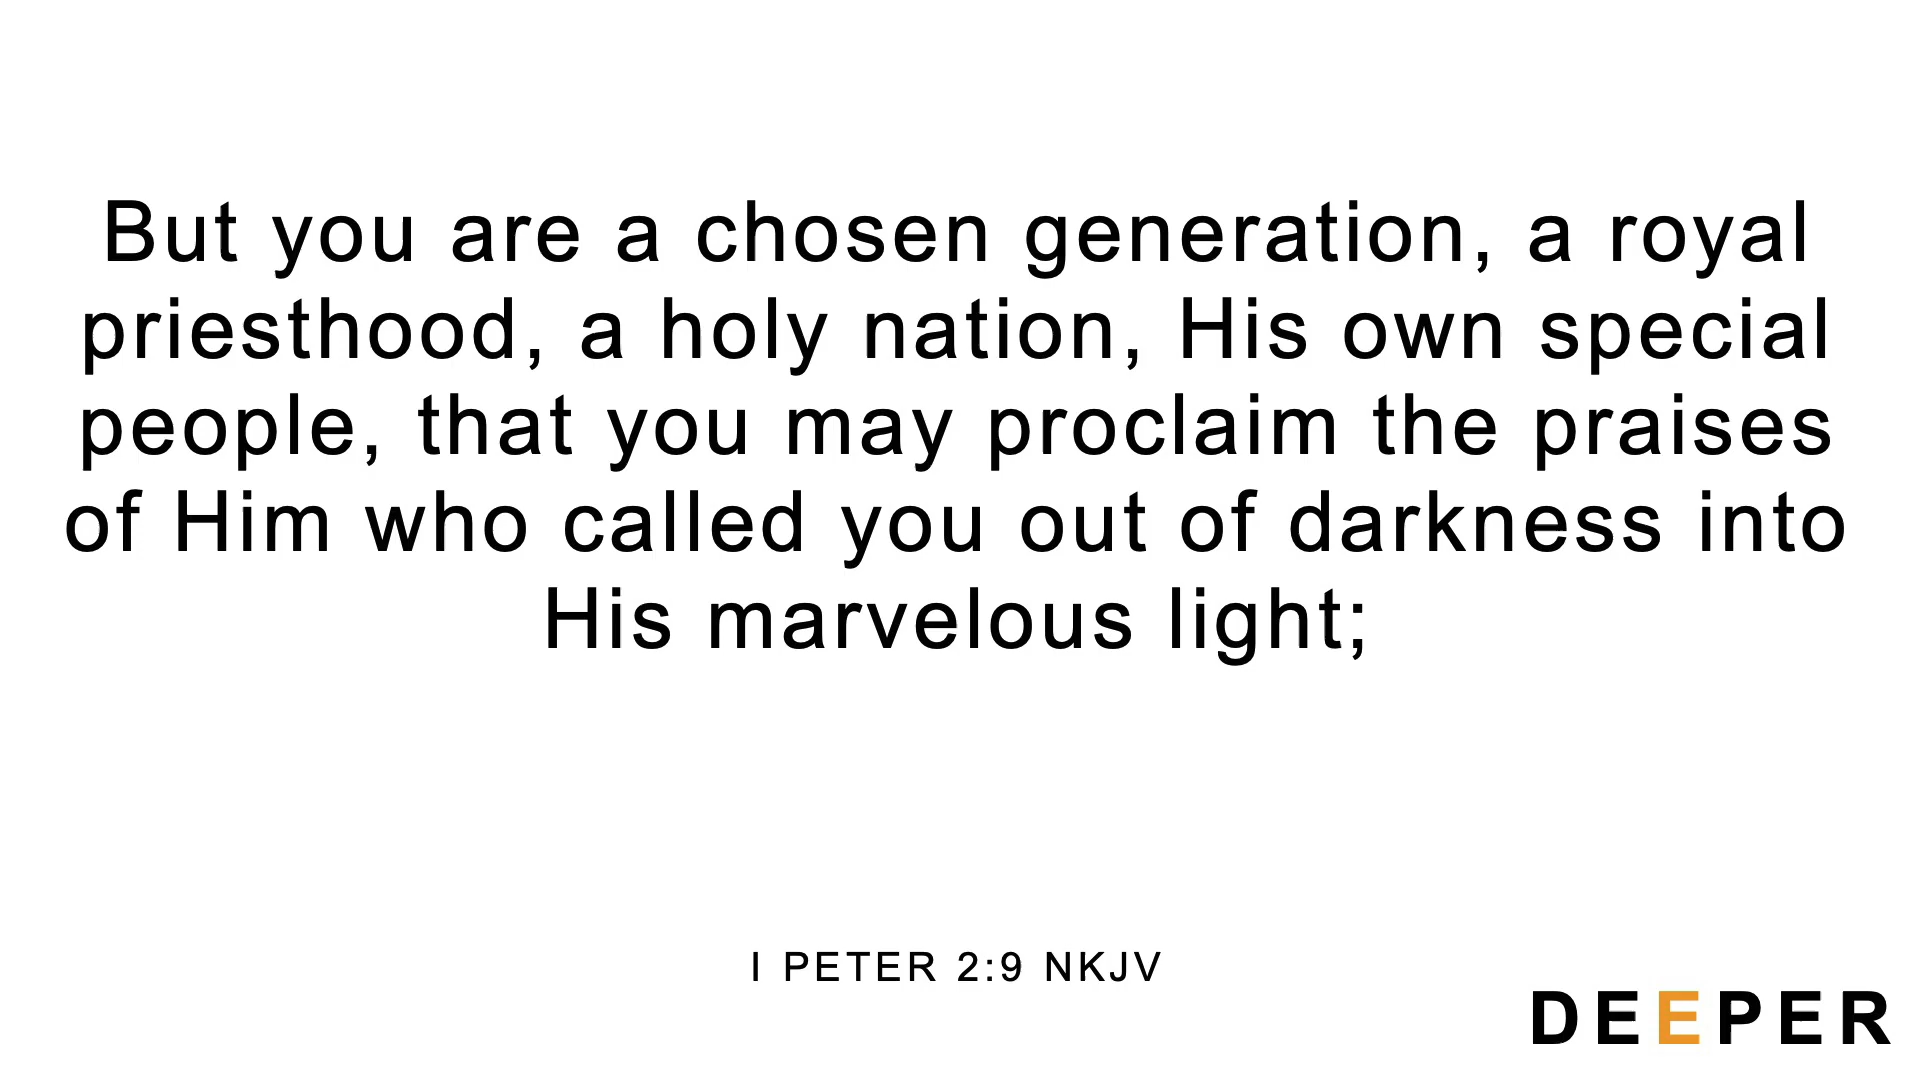 But you are a chosen generation, a royal
priesthood, a holy nation, His own special
people, that you may proclaim the praises
of Him who called you out of darkness into
His marvelous light;
I PETER 2:9 NKJV
DEEPER